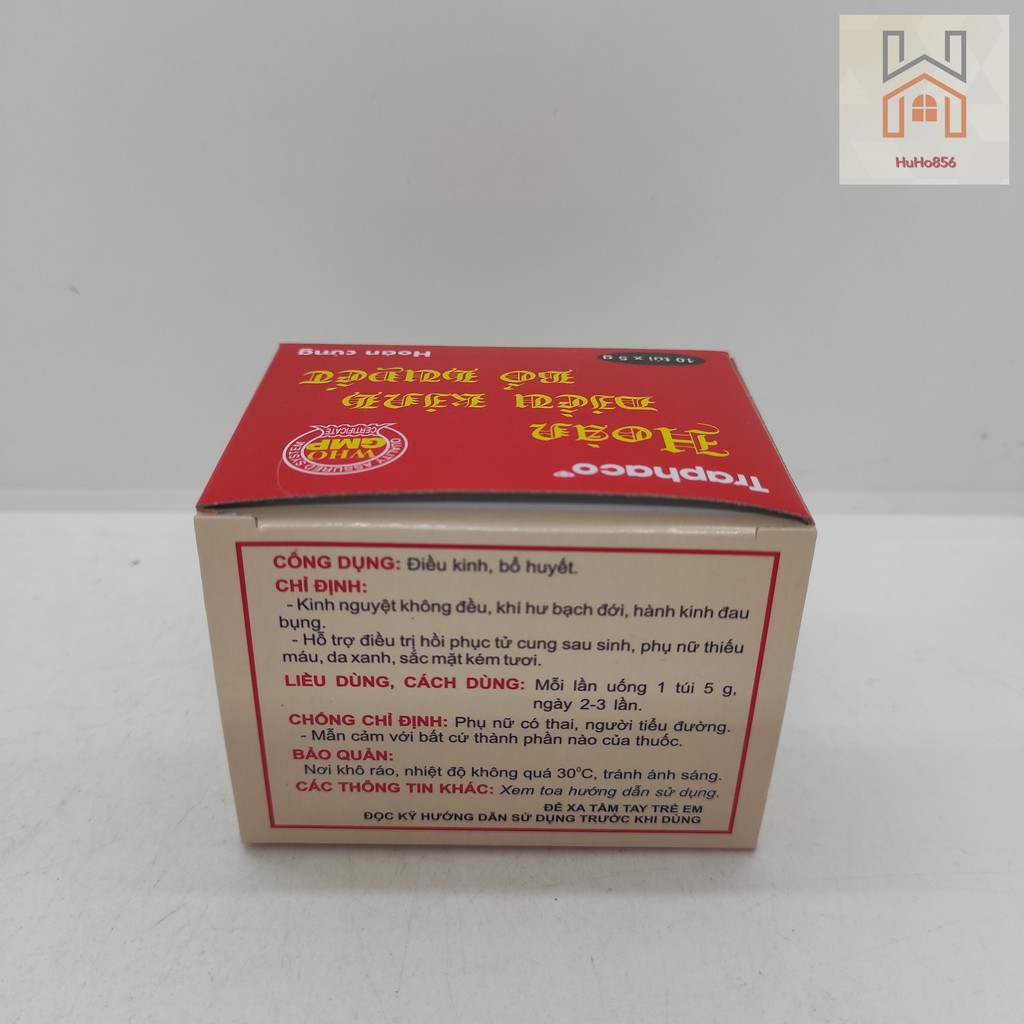 HuHo856
Traphaco®
Hoàn
ĐIỀU KINH
BỔ HUYẾT
Hoàn cứng
10 túi x 5 g
QUALITY ASSURED SYSTEM
WHO
GMP
CERTIFICATE
CÔNG DỤNG: Điều kinh, bổ huyết.
CHỈ ĐỊNH:
- Kinh nguyệt không đều, khí hư bạch đới, hành kinh đau
bụng.
- Hỗ trợ điều trị hồi phục tử cung sau sinh, phụ nữ thiếu
máu, da xanh, sắc mặt kém tươi.
LIỀU DÙNG, CÁCH DÙNG: Mỗi lần uống 1 túi 5 g,
ngày 2-3 lần.
CHỐNG CHỈ ĐỊNH: Phụ nữ có thai, người tiểu đường.
- Mẫn cảm với bất cứ thành phần nào của thuốc.
BẢO QUẢN:
Nơi khô ráo, nhiệt độ không quá 30°C, tránh ánh sáng.
CÁC THÔNG TIN KHÁC: Xem toa hướng dẫn sử dụng.
ĐỂ XA TẦM TAY TRẺ EM
ĐỌC KỸ HƯỚNG DẪN SỬ DỤNG TRƯỚC KHI DÙNG